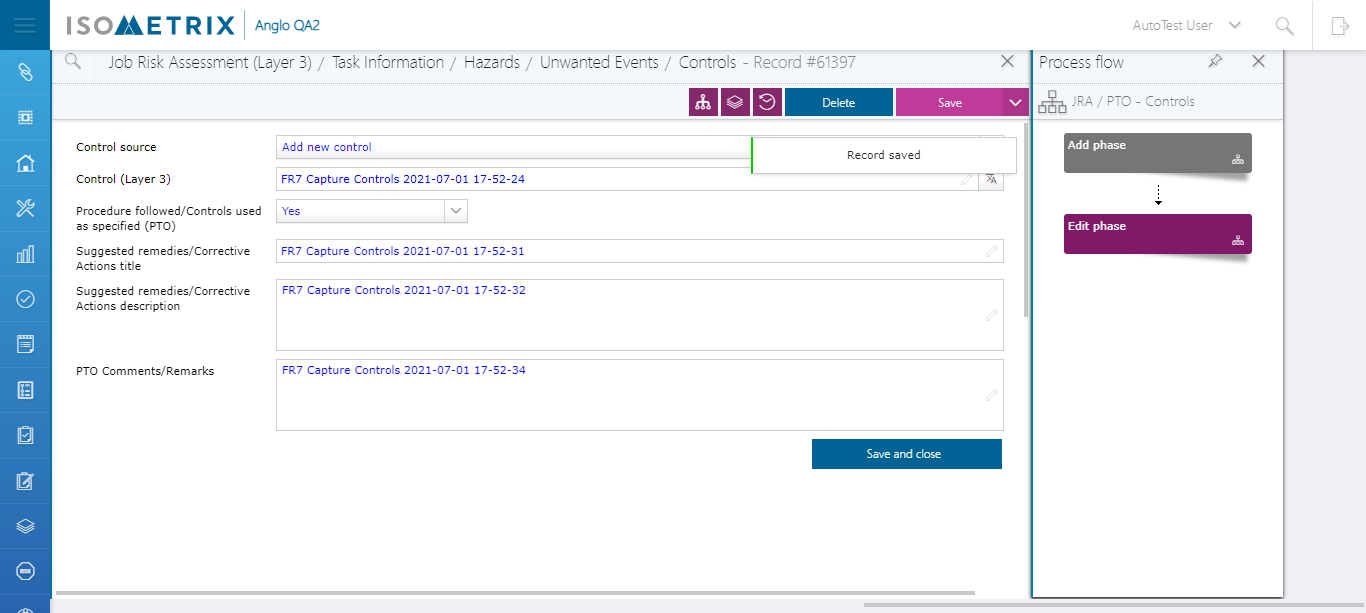 ISOMETRIX Anglo QA2
AutoTest User
Job Risk Assessment (Layer 3) / Task Information / Hazards / Unwanted Events / Controls - Record #61397
Process flow
Delete
Save
JRA / PTO - Controls
Control source
Add new control
Record saved
Control (Layer 3)
FR7 Capture Controls 2021-07-01 17-52-24
Procedure followed/Controls used
as specified (PTO)
Yes
Suggested remedies/Corrective
Actions title
FR7 Capture Controls 2021-07-01 17-52-31
Suggested remedies/Corrective
Actions description
FR7 Capture Controls 2021-07-01 17-52-32
PTO Comments/Remarks
FR7 Capture Controls 2021-07-01 17-52-34
Save and close
Add phase
Edit phase
RISK